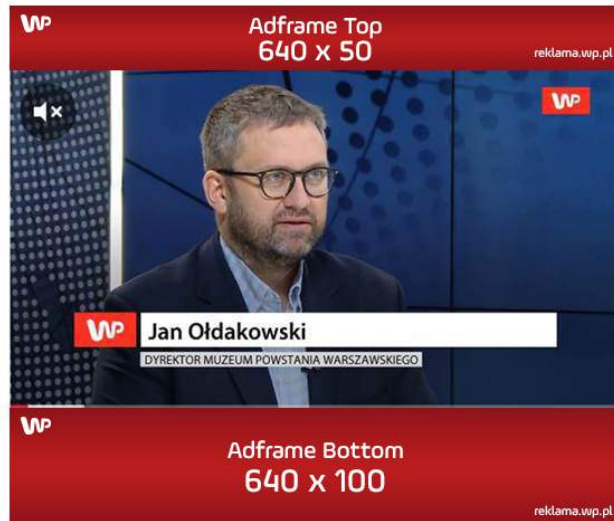 WP
Adframe Top
640 x 50
reklama.wp.pl
WP
WP
Jan Ołdakowski
DYREKTOR MUZEUM POWSTANIA WARSZAWSKIEGO
WP
Adframe Bottom
640 x 100
reklama.wp.pl